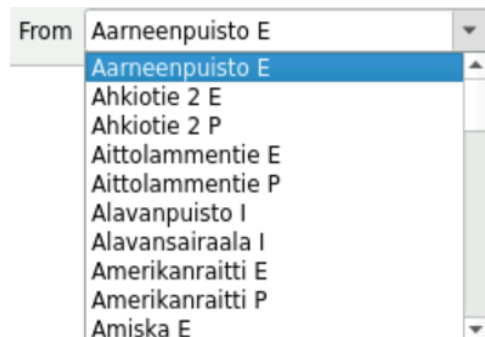 From Aarneenpuisto E
Aarneenpuisto E
Ahkiotie 2 E
Ahkiotie 2 P
Aittolammentie E
Aittolammentie P
Alavanpuisto I
Alavansairaala I
Amerikanraitti E
Amerikanraitti P
Amiska E